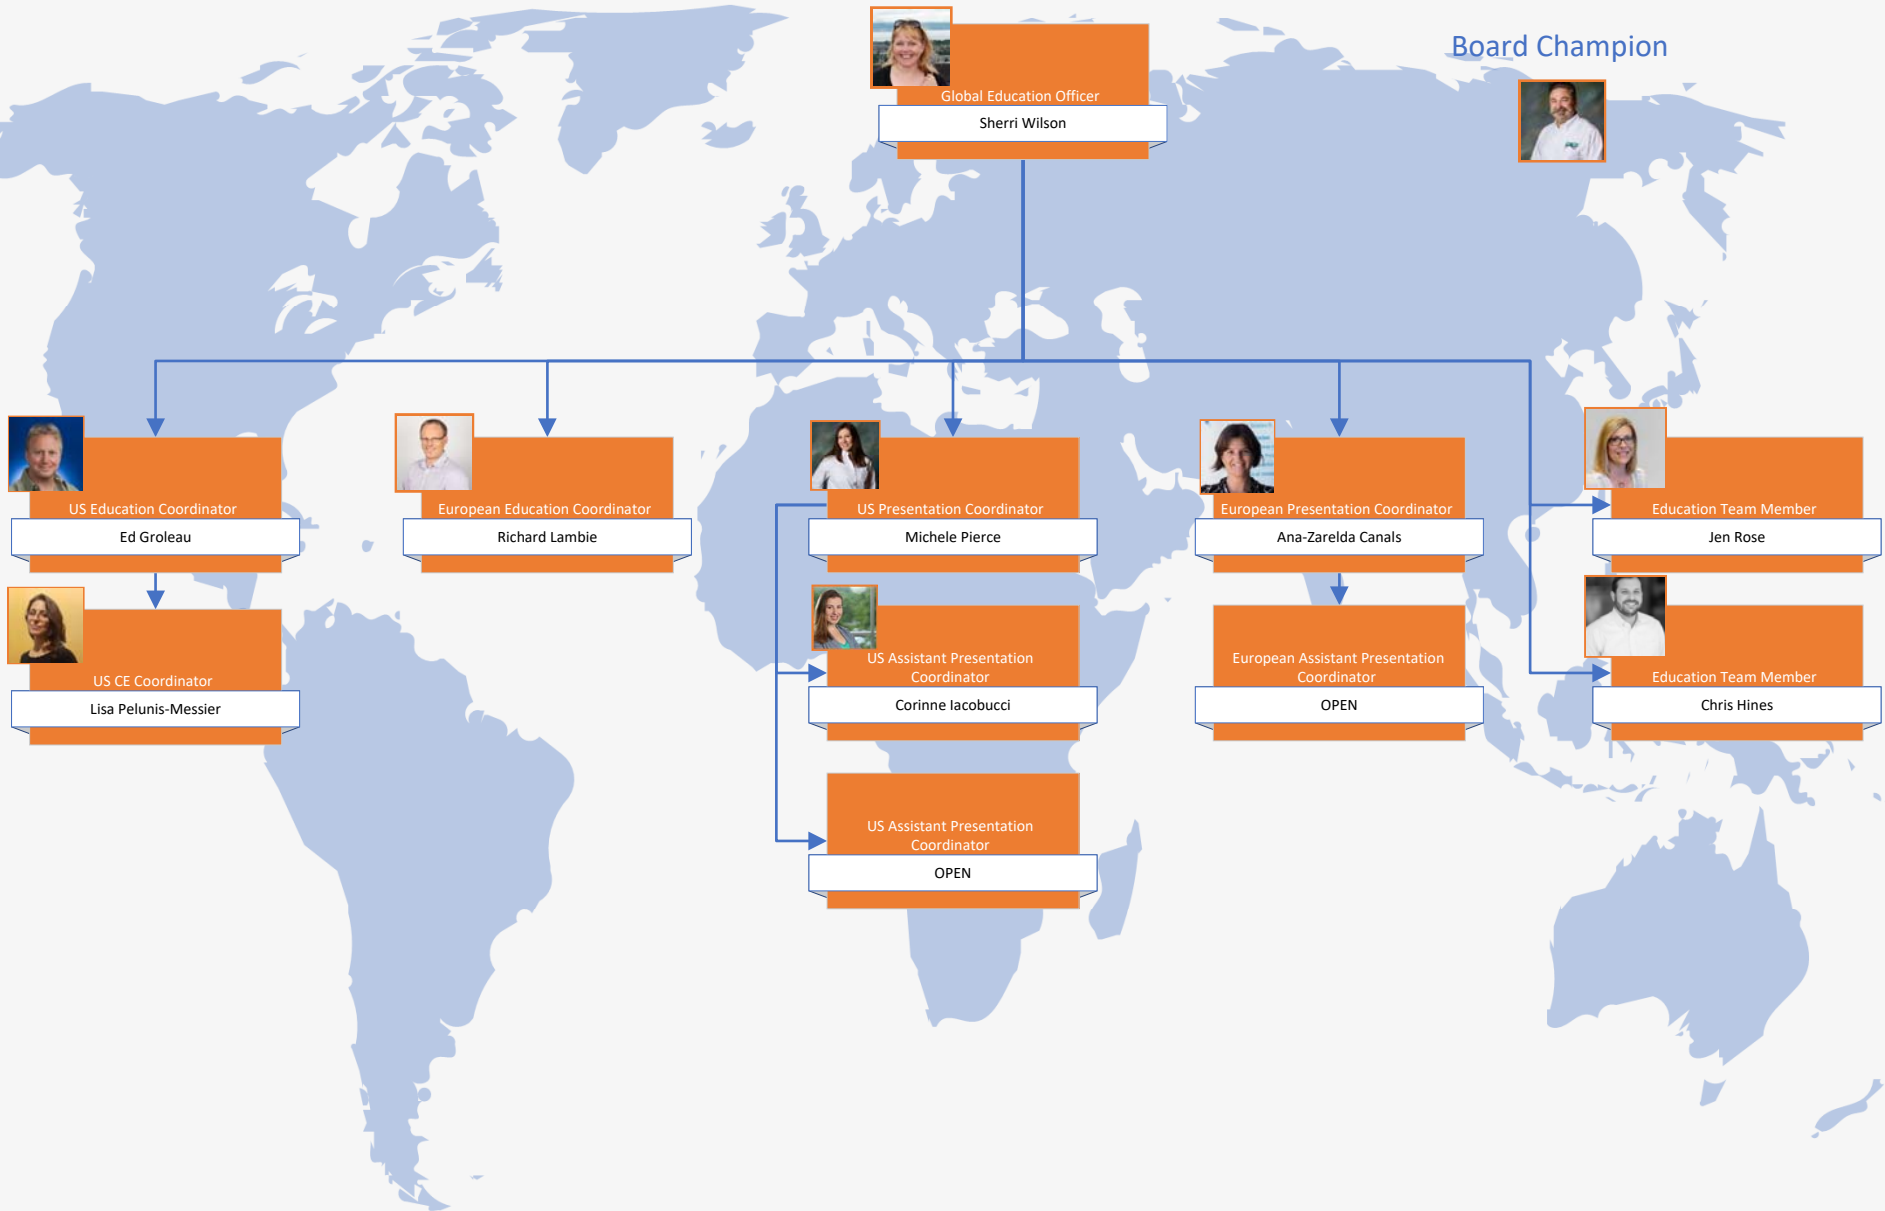 Board Champion
Global Education Officer
Sherri Wilson
US Education Coordinator
Ed Groleau
European Education Coordinator
Richard Lambie
US Presentation Coordinator
Michele Pierce
European Presentation Coordinator
Ana-Zarelda Canals
Education Team Member
Jen Rose
US CE Coordinator
Lisa Pelunis-Messier
US Assistant Presentation
Coordinator
Corinne Iacobucci
European Assistant Presentation
Coordinator
OPEN
Education Team Member
Chris Hines
US Assistant Presentation
Coordinator
OPEN